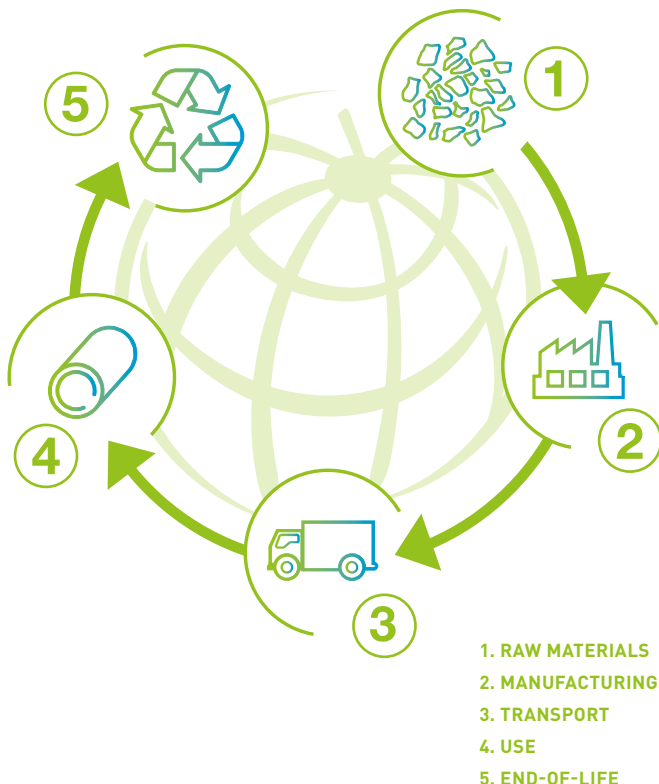 5
1
4
2
3
1. RAW MATERIALS
2. MANUFACTURING
3. TRANSPORT
4. USE
5. END-OF-LIFE